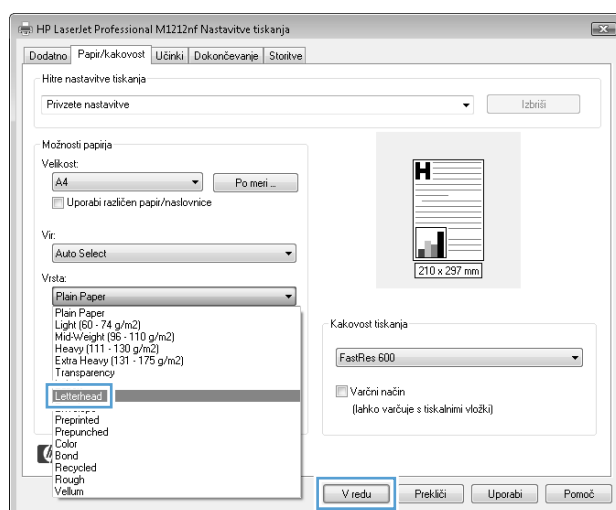 HP LaserJet Professional M1212nf Nastavitve tiskanja
Dodatno Papir/kakovost Učinki Dokončevanje Storitve
Hitre nastavitve tiskanja
Privzete nastavitve Izbriši
Možnosti papirja
Velikost:
A4 Po meri ...
Uporabi različen papir/naslovnice
Vir:
Auto Select
Vrsta:
Plain Paper
Plain Paper
Light (60 - 74 g/m2)
Mid-Weight (96 - 110 g/m2)
Heavy (111 - 130 g/m2)
Extra Heavy (131 - 175 g/m2)
Transparency
Letterhead
Preprinted
Prepunched
Color
Bond
Recycled
Rough
Vellum
H
210 x 297 mm
Kakovost tiskanja
FastRes 600
Varčni način
(lahko varčuje s tiskalnimi vložki)
V redu Prekliči Uporabi Pomoč